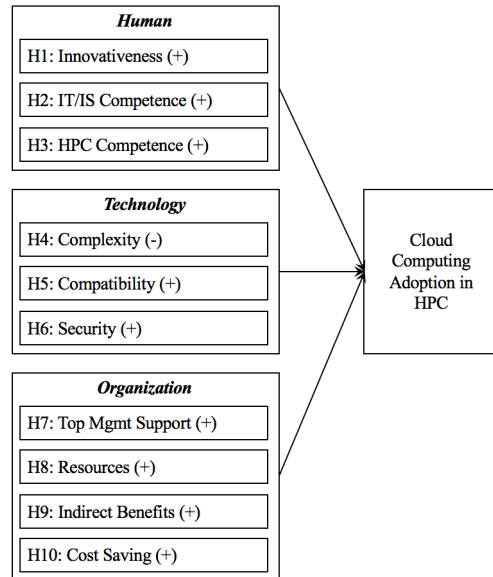 Human
H1: Innovativeness (+)
H2: IT/IS Competence (+)
H3: HPC Competence (+)
Technology
H4: Complexity (-)
H5: Compatibility (+)
H6: Security (+)
Organization
H7: Top Mgmt Support (+)
H8: Resources (+)
H9: Indirect Benefits (+)
H10: Cost Saving (+)
Cloud
Computing
Adoption in
HPC